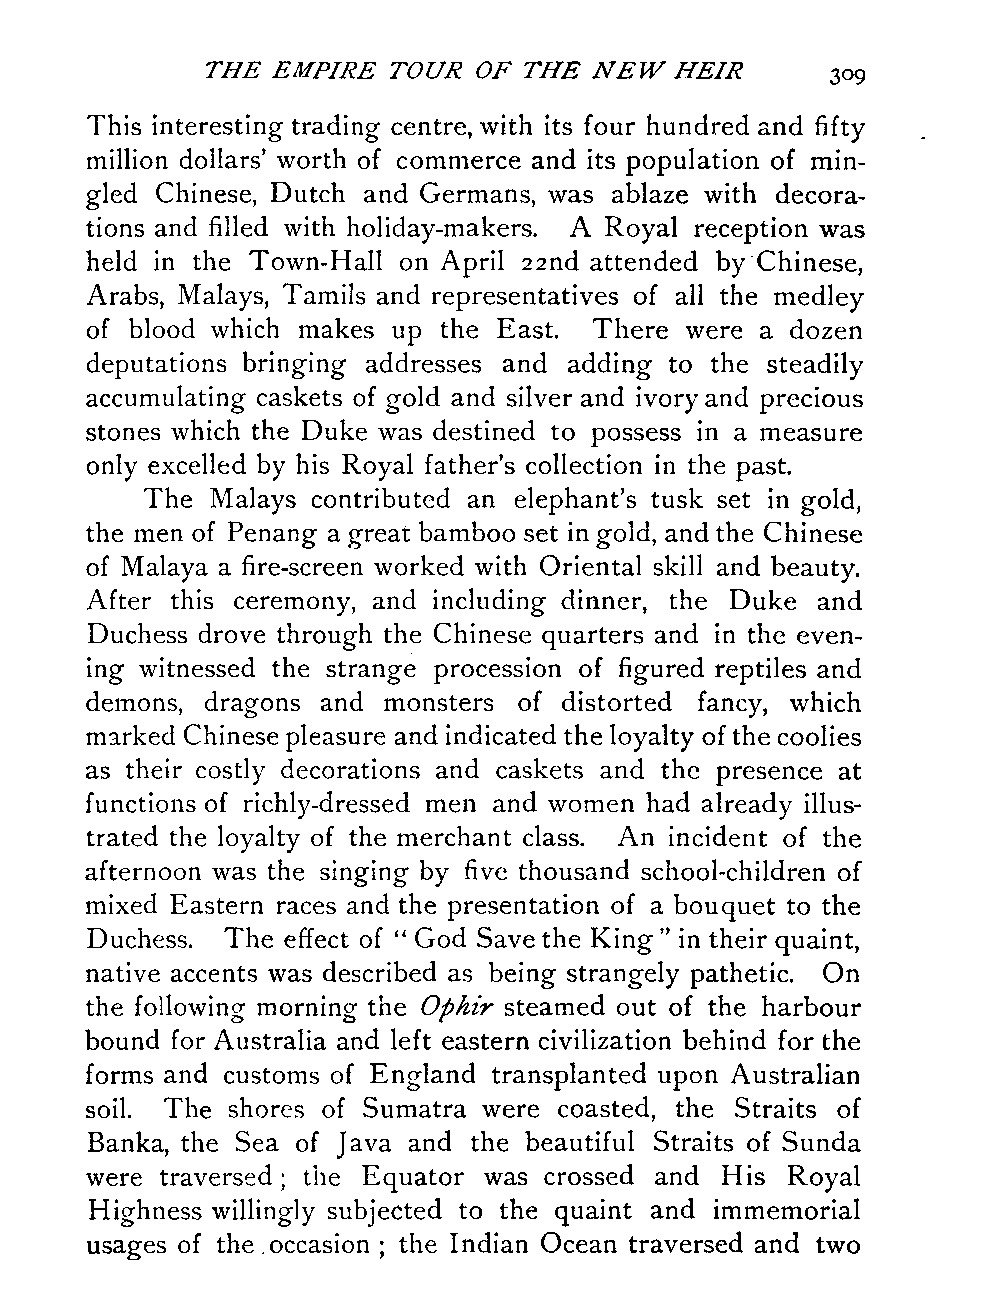 THE EMPIRE TOUR OF THE NEW HEIR 309
This interesting trading centre, with its four hundred and fifty
million dollars' worth of commerce and its population of min-
gled Chinese, Dutch and Germans, was ablaze with decora-
tions and filled with holiday-makers. A Royal reception was
held in the Town-Hall on April 22nd attended by Chinese,
Arabs, Malays, Tamils and representatives of all the medley
of blood which makes up the East. There were a dozen
deputations bringing addresses and adding to the steadily
accumulating caskets of gold and silver and ivory and precious
stones which the Duke was destined to possess in a measure
only excelled by his Royal father's collection in the past.
The Malays contributed an elephant's tusk set in gold,
the men of Penang a great bamboo set in gold, and the Chinese
of Malaya a fire-screen worked with Oriental skill and beauty.
After this ceremony, and including dinner, the Duke and
Duchess drove through the Chinese quarters and in the even-
ing witnessed the strange procession of figured reptiles and
demons, dragons and monsters of distorted fancy, which
marked Chinese pleasure and indicated the loyalty of the coolies
as their costly decorations and caskets and the presence at
functions of richly-dressed men and women had already illus-
trated the loyalty of the merchant class. An incident of the
afternoon was the singing by five thousand school-children of
mixed Eastern races and the presentation of a bouquet to the
Duchess. The effect of "God Save the King" in their quaint,
native accents was described as being strangely pathetic. On
the following morning the Ophir steamed out of the harbour
bound for Australia and left eastern civilization behind for the
forms and customs of England transplanted upon Australian
soil. The shores of Sumatra were coasted, the Straits of
Banka, the Sea of Java and the beautiful Straits of Sunda
were traversed; the Equator was crossed and His Royal
Highness willingly subjected to the quaint and immemorial
usages of the occasion; the Indian Ocean traversed and two